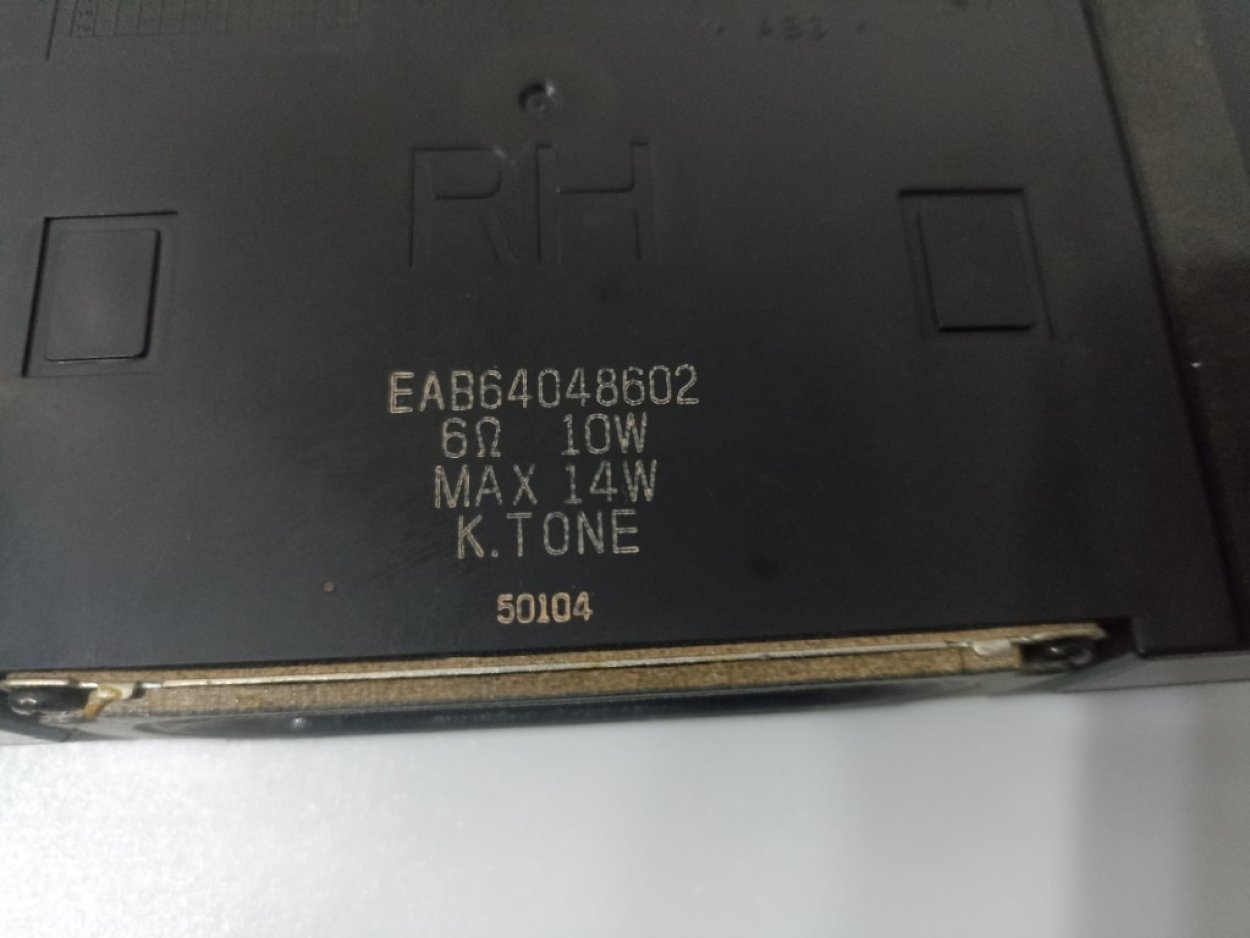 RH
EAB64048602
6Ω 10W
MAX 14W
K.TONE
50104